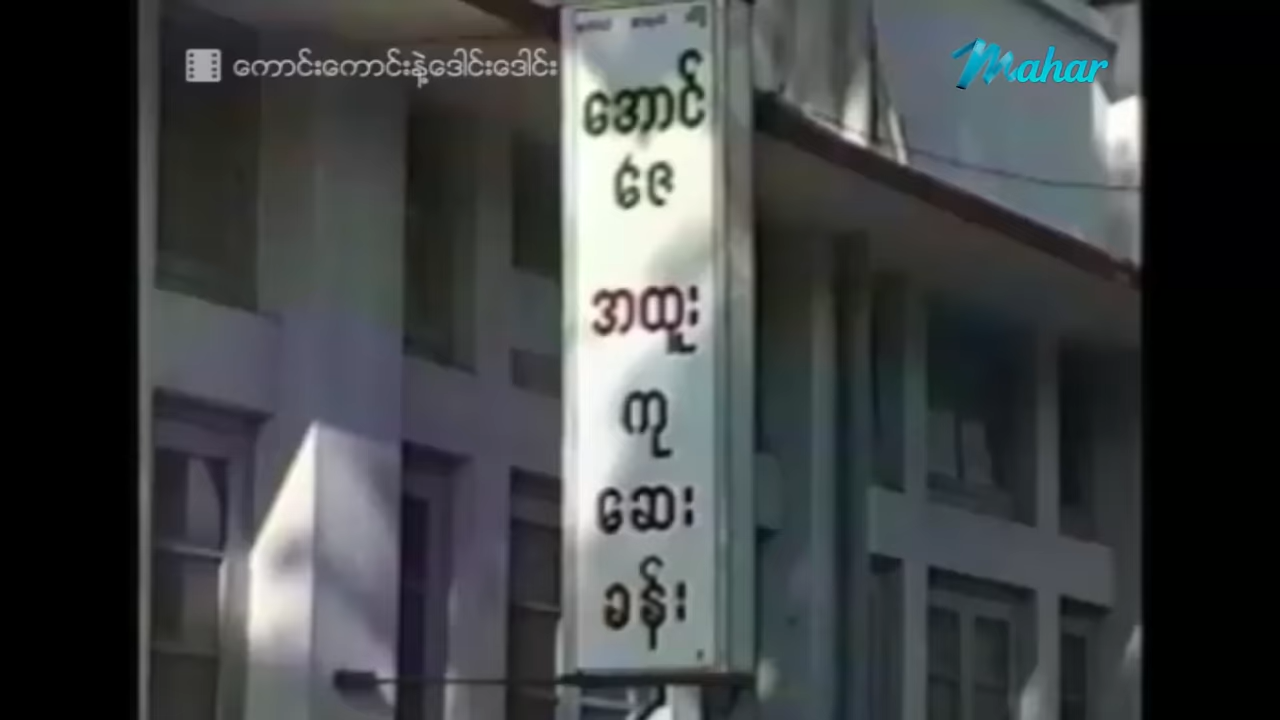 ကောင်းကောင်းနဲ့ဒေါင်းဒေါင်း
Mahar
အောင်
ဇေ
အထူး
ကု
ဆေး
ခန်း